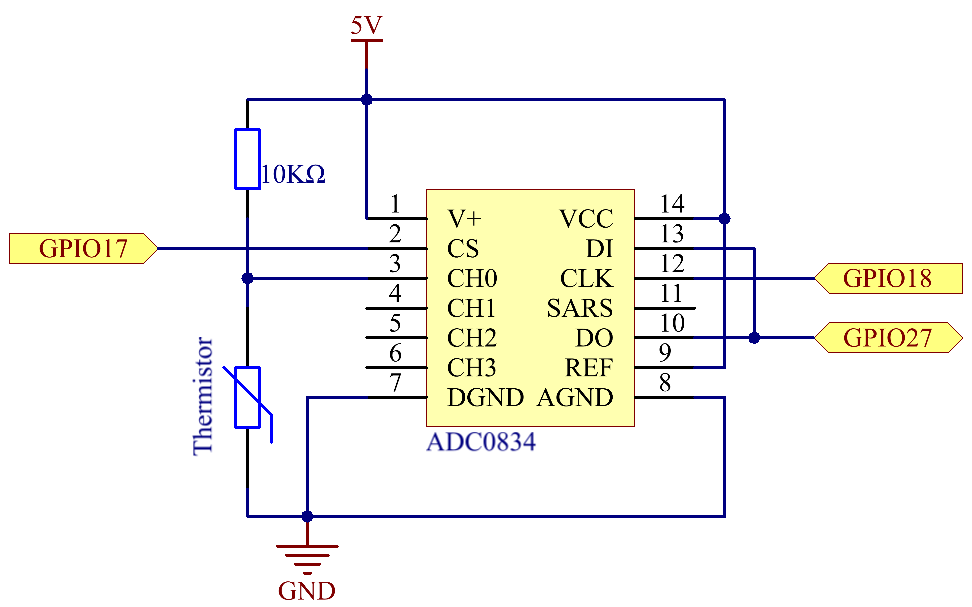 5V
10KΩ
1 V+ VCC 14
GPIO17 2 CS DI 13
3 CH0 CLK 12 GPIO18
4 CH1 SARS 11
5 CH2 DO 10 GPIO27
6 CH3 REF 9
7 DGND AGND 8
Thermistor
ADC0834
GND